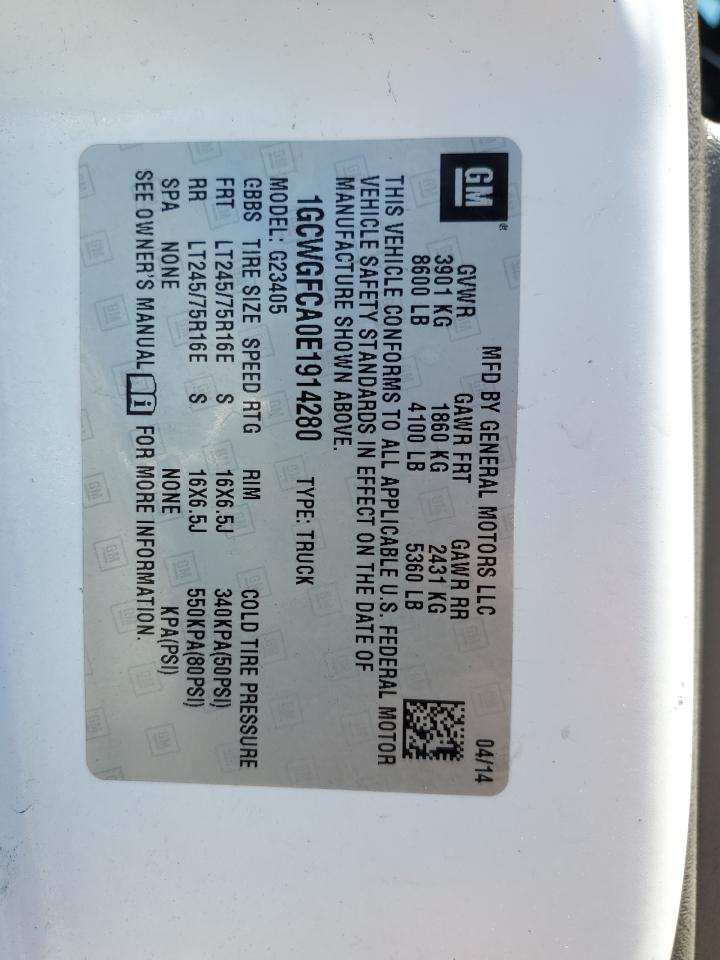 GM
MFD BY GENERAL MOTORS LLC 04/14
GVWR GAWR FRT GAWR RR
3901 KG 1860 KG 2431 KG
8600 LB 4100 LB 5360 LB
THIS VEHICLE CONFORMS TO ALL APPLICABLE U.S. FEDERAL MOTOR
VEHICLE SAFETY STANDARDS IN EFFECT ON THE DATE OF
MANUFACTURE SHOWN ABOVE.
1GCWGFCA0E1914280 TYPE: TRUCK
MODEL: G23405
GBBS TIRE SIZE SPEED RTG RIM COLD TIRE PRESSURE
FRT LT245/75R16E S 16X6.5J 340KPA(50PSI)
RR LT245/75R16E S 16X6.5J 550KPA(80PSI)
SPA NONE NONE KPA(PSI)
SEE OWNER'S MANUAL i FOR MORE INFORMATION.